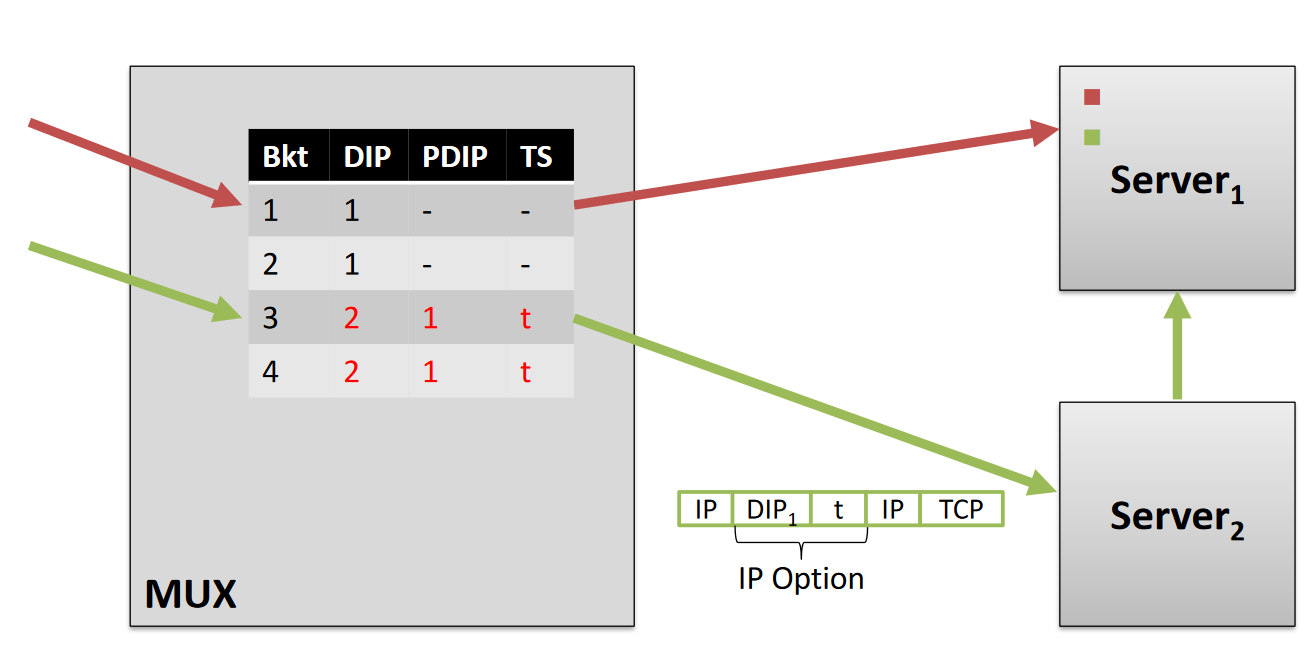 Bkt DIP PDIP TS
1 1 - -
2 1 - -
3 2 1 t
4 2 1 t
MUX
IP DIP1 t IP TCP
IP Option
Server1
Server2